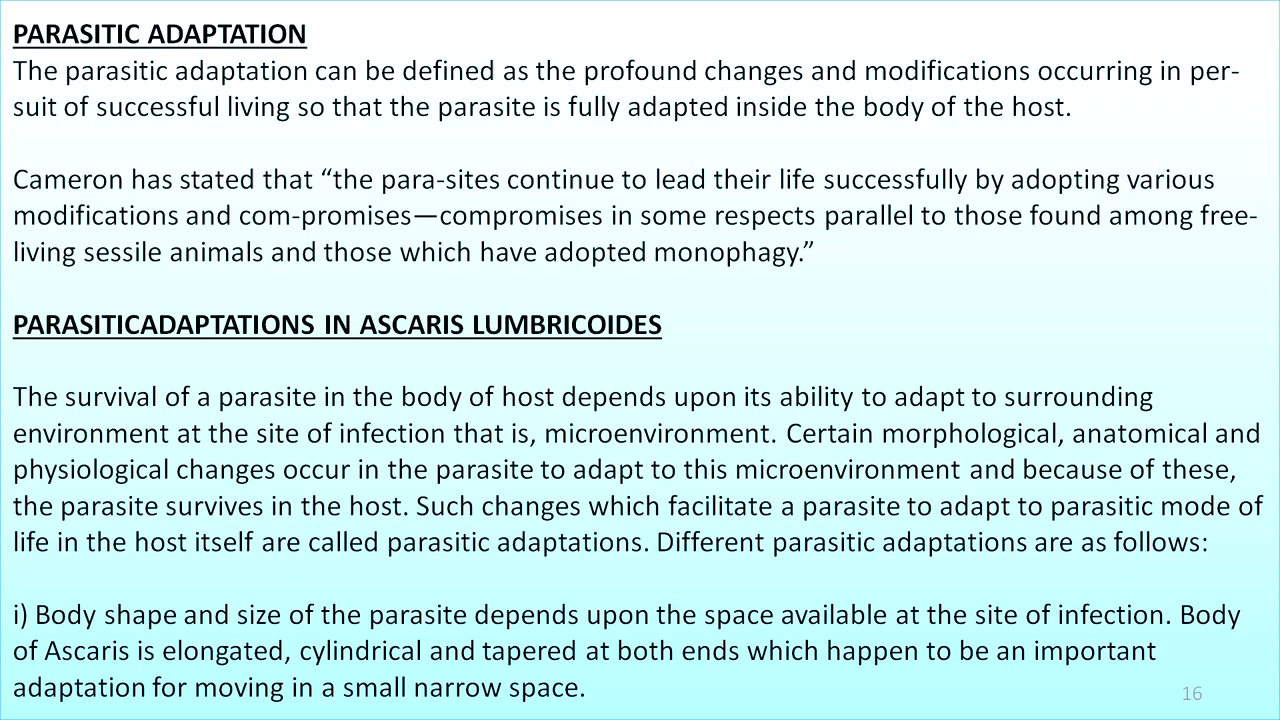 PARASITIC ADAPTATION
The parasitic adaptation can be defined as the profound changes and modifications occurring in per-
suit of successful living so that the parasite is fully adapted inside the body of the host.
Cameron has stated that “the para-sites continue to lead their life successfully by adopting various
modifications and com-promises—compromises in some respects parallel to those found among free-
living sessile animals and those which have adopted monophagy.”
PARASITICADAPTATIONS IN ASCARIS LUMBRICOIDES
The survival of a parasite in the body of host depends upon its ability to adapt to surrounding
environment at the site of infection that is, microenvironment. Certain morphological, anatomical and
physiological changes occur in the parasite to adapt to this microenvironment and because of these,
the parasite survives in the host. Such changes which facilitate a parasite to adapt to parasitic mode of
life in the host itself are called parasitic adaptations. Different parasitic adaptations are as follows:
i) Body shape and size of the parasite depends upon the space available at the site of infection. Body
of Ascaris is elongated, cylindrical and tapered at both ends which happen to be an important
adaptation for moving in a small narrow space.
16